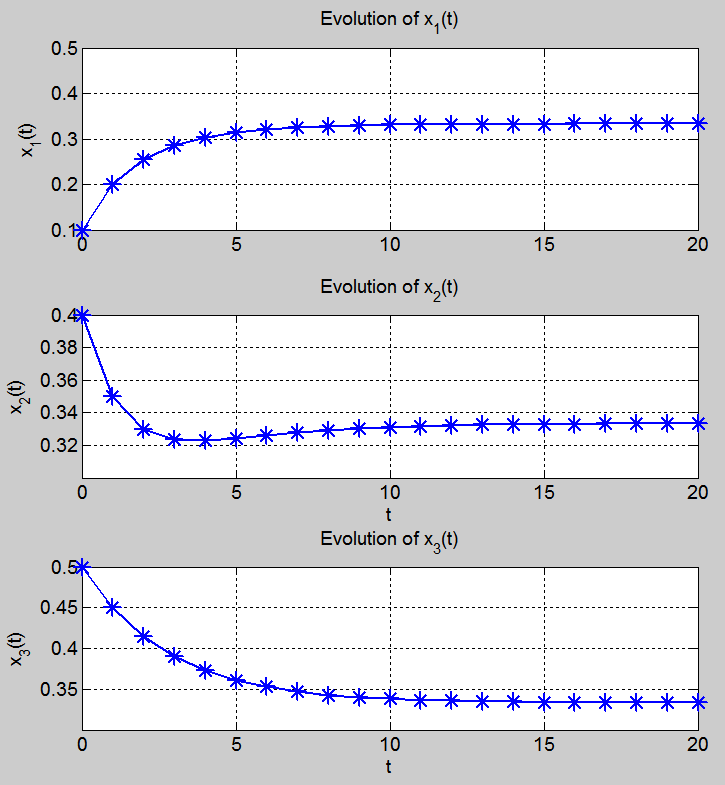 Evolution of x₁(t)
0.5
0.4
0.3
0.2
0.1
x₁(t)
0 5 10 15 20
Evolution of x₂(t)
0.4
0.38
0.36
0.34
0.32
x₂(t)
0 5 10 15 20
t
Evolution of x₃(t)
0.5
0.45
0.4
0.35
x₃(t)
0 5 10 15 20
t